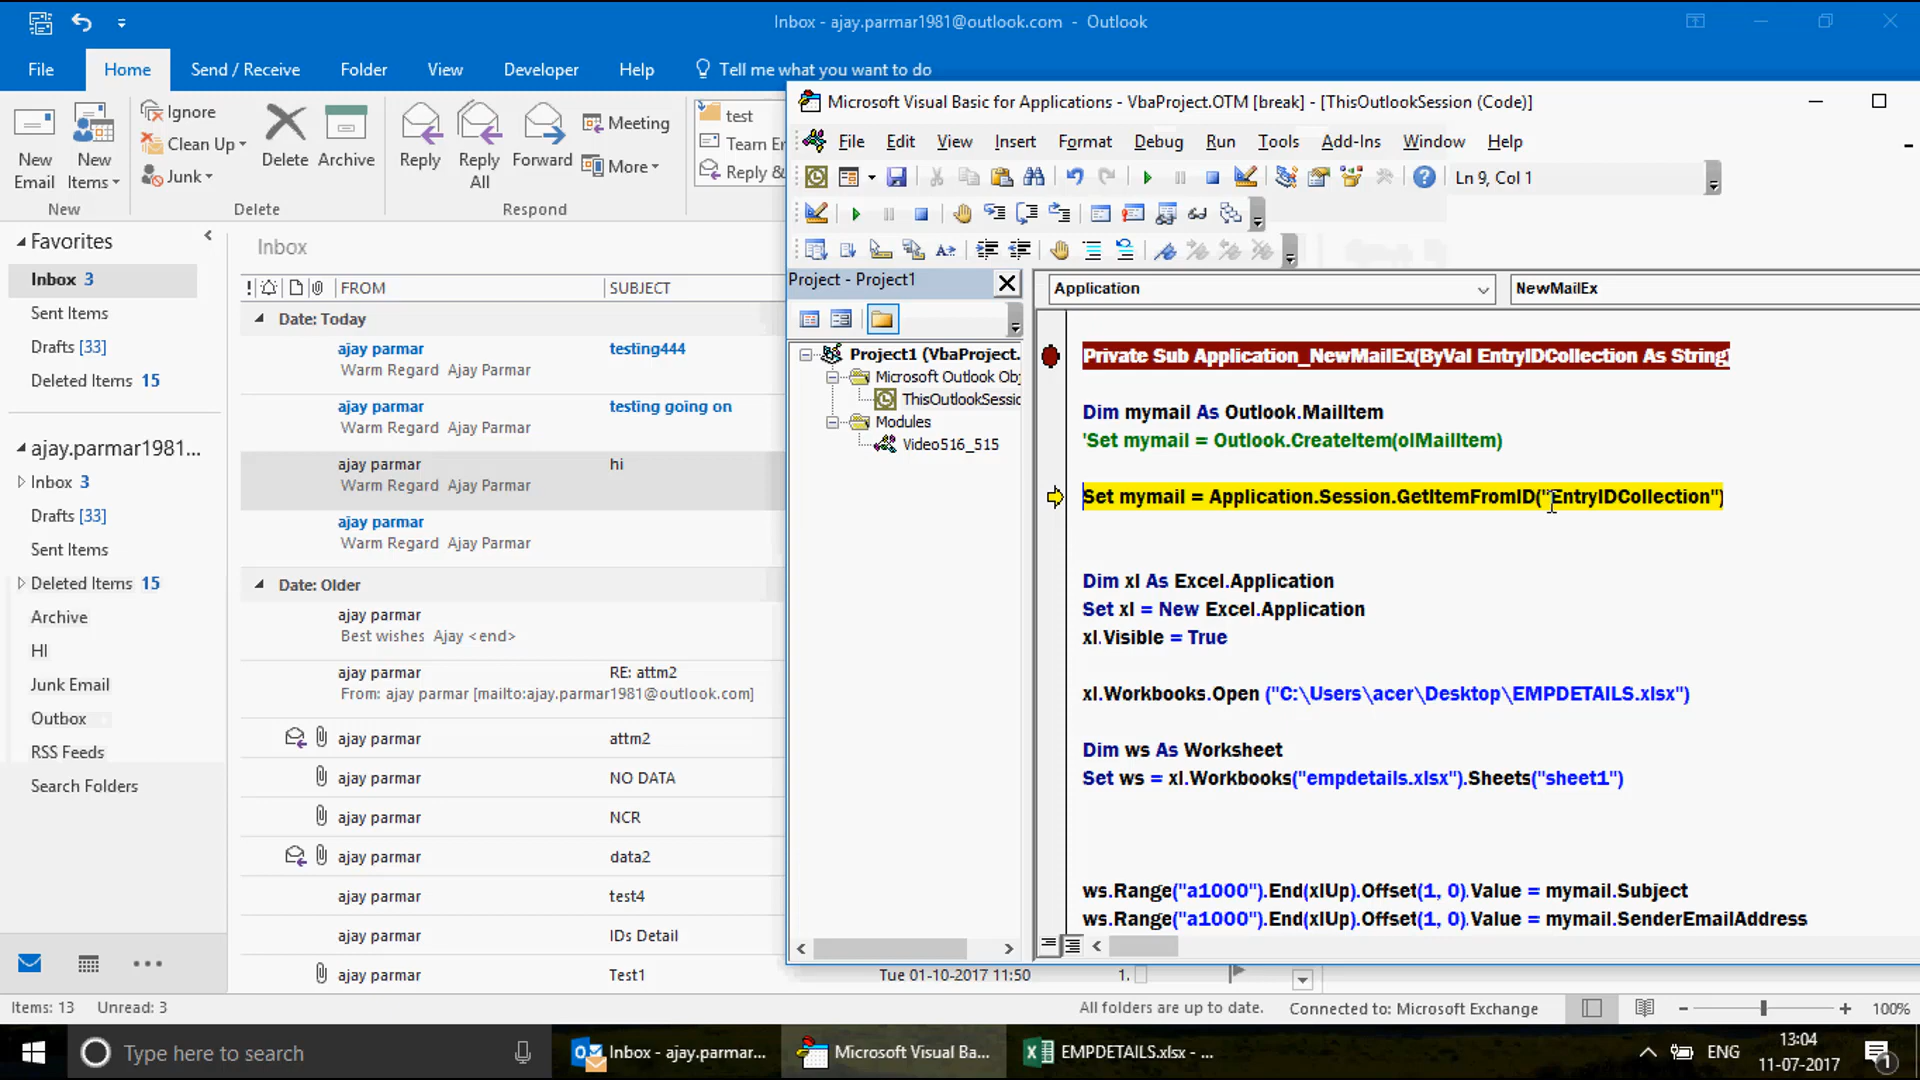 Inbox - ajay.parmar1981@outlook.com - Outlook
File Home Send / Receive Folder View Developer Help Tell me what you want to do
New Email
New Items
New
Ignore
Clean Up
Junk
Delete
Archive
Delete
Reply
Reply All
Forward
Meeting
More
Respond
test
Team E
Reply &
Favorites
Inbox 3
Sent Items
Drafts [33]
Deleted Items 15
ajay.parmar1981...
Inbox 3
Drafts [33]
Sent Items
Deleted Items 15
Archive
HI
Junk Email
Outbox
RSS Feeds
Search Folders
Inbox
! FROM SUBJECT
Date: Today
ajay parmar testing444
Warm Regard Ajay Parmar
ajay parmar testing going on
Warm Regard Ajay Parmar
ajay parmar hi
Warm Regard Ajay Parmar
ajay parmar
Warm Regard Ajay Parmar
Date: Older
ajay parmar
Best wishes Ajay <end>
ajay parmar RE: attm2
From: ajay parmar [mailto:ajay.parmar1981@outlook.com]
ajay parmar attm2
ajay parmar NO DATA
ajay parmar NCR
ajay parmar data2
ajay parmar test4
ajay parmar IDs Detail
ajay parmar Test1 Tue 01-10-2017 11:50 1.
Microsoft Visual Basic for Applications - VbaProject.OTM [break] - [ThisOutlookSession (Code)]
File Edit View Insert Format Debug Run Tools Add-Ins Window Help
Ln 9, Col 1
Project - Project1
Project1 (VbaProject.
Microsoft Outlook Obj
ThisOutlookSessio
Modules
Video516_515
Application NewMailEx
Private Sub Application_NewMailEx(ByVal EntryIDCollection As String)
Dim mymail As Outlook.MailItem
'Set mymail = Outlook.CreateItem(olMailItem)
Set mymail = Application.Session.GetItemFromID("EntryIDCollection")
Dim xl As Excel.Application
Set xl = New Excel.Application
xl.Visible = True
xl.Workbooks.Open ("C:\Users\acer\Desktop\EMPDETAILS.xlsx")
Dim ws As Worksheet
Set ws = xl.Workbooks("empdetails.xlsx").Sheets("sheet1")
ws.Range("a1000").End(xlUp).Offset(1, 0).Value = mymail.Subject
ws.Range("a1000").End(xlUp).Offset(1, 0).Value = mymail.SenderEmailAddress
Items: 13 Unread: 3 All folders are up to date. Connected to: Microsoft Exchange 100%
Type here to search Inbox - ajay.parmar... Microsoft Visual Ba... EMPDETAILS.xlsx - ... ENG 13:04
11-07-2017
1